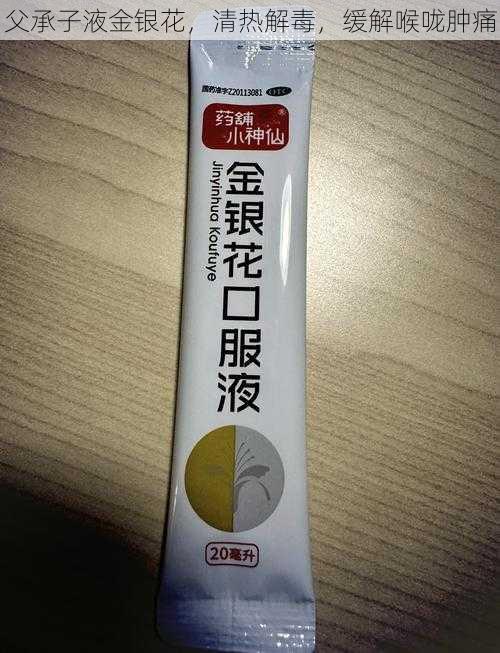 父承子液金银花，清热解毒，缓解喉咙肿痛
国药准字Z20113081 OTC
药铺®
小神仙
金银花口服液
Jinyinhua Koufuye
20毫升